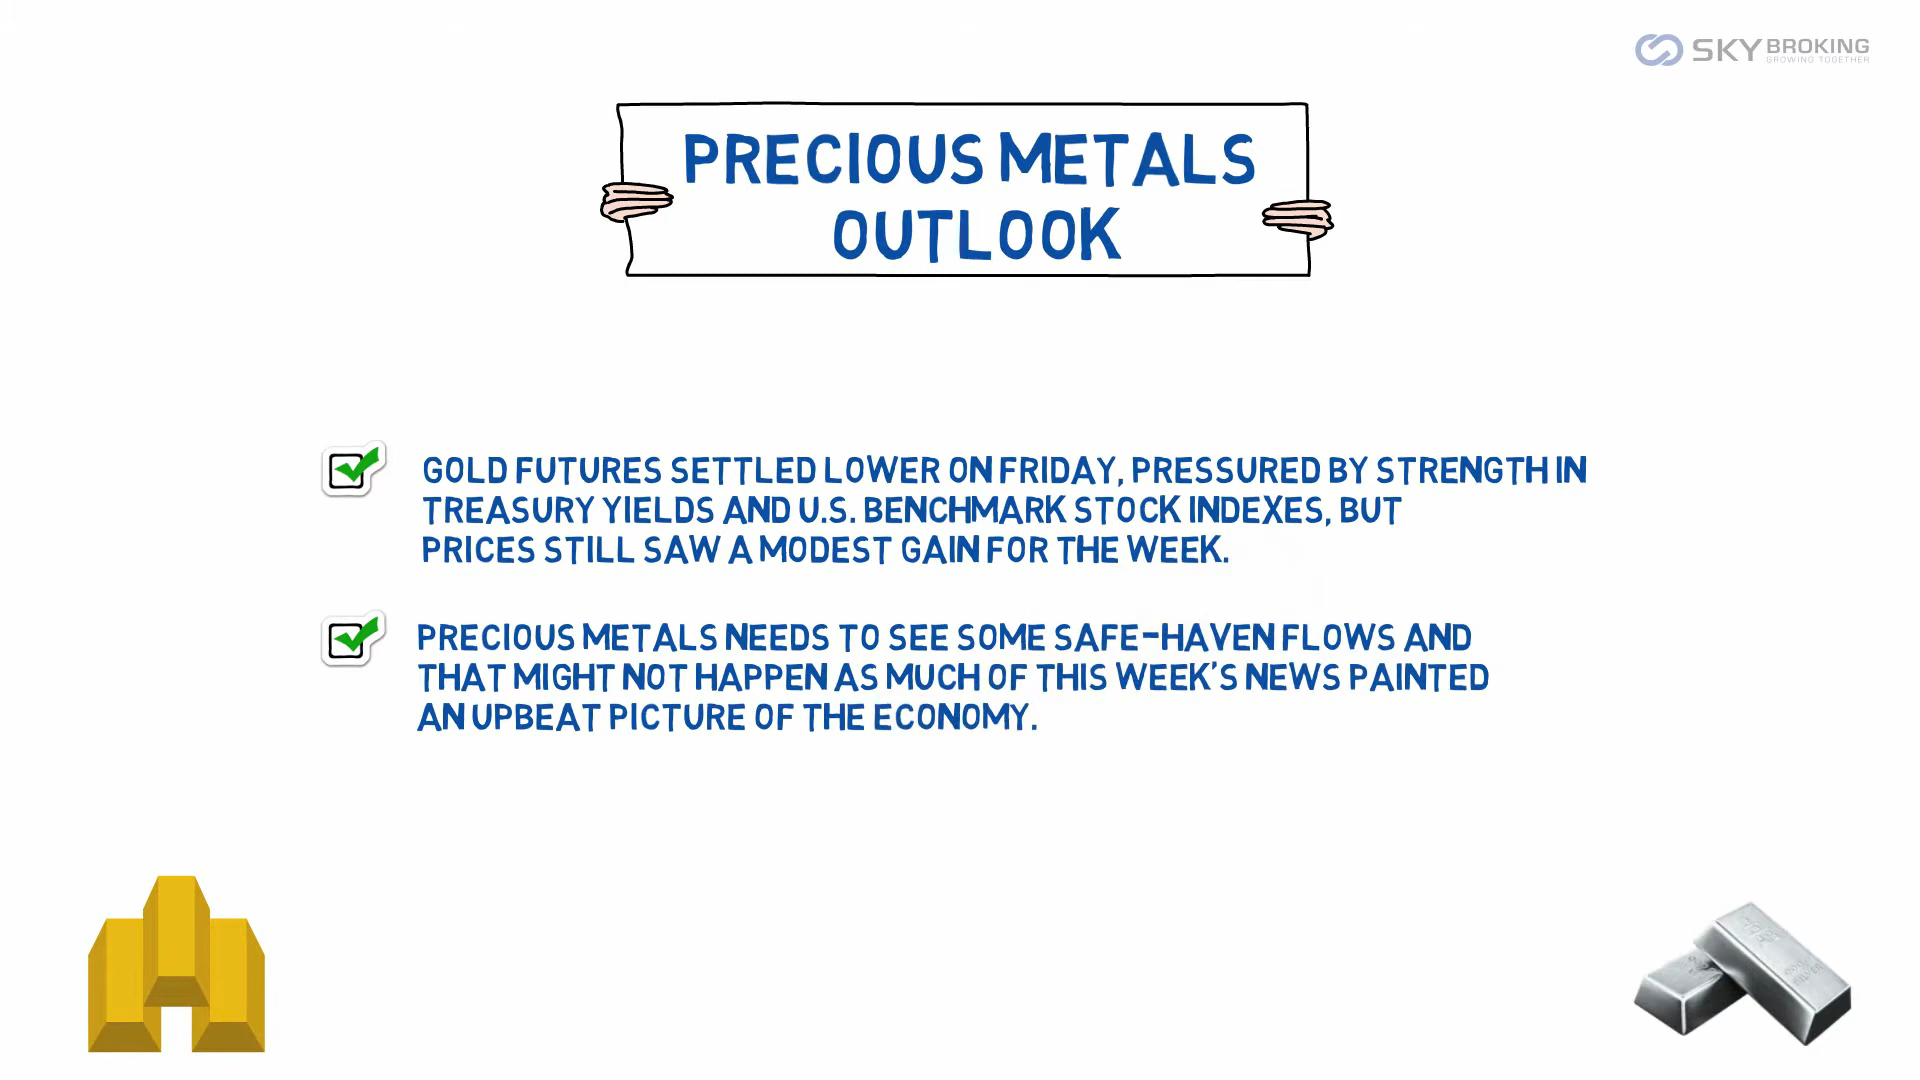 SKY BROKING
GROWING TOGETHER
PRECIOUS METALS
OUTLOOK
GOLD FUTURES SETTLED LOWER ON FRIDAY, PRESSURED BY STRENGTH IN
TREASURY YIELDS AND U.S. BENCHMARK STOCK INDEXES, BUT
PRICES STILL SAW A MODEST GAIN FOR THE WEEK.
PRECIOUS METALS NEEDS TO SEE SOME SAFE-HAVEN FLOWS AND
THAT MIGHT NOT HAPPEN AS MUCH OF THIS WEEK'S NEWS PAINTED
AN UPBEAT PICTURE OF THE ECONOMY.